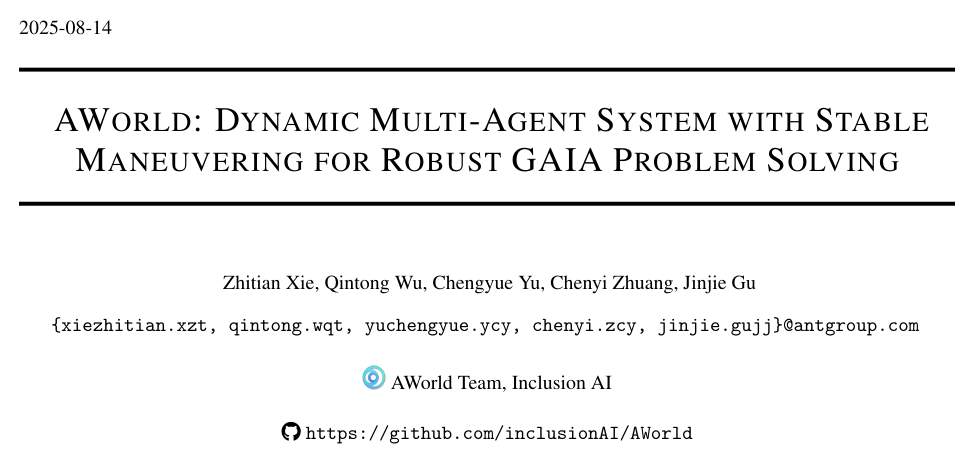 2025-08-14
AWORLD: DYNAMIC MULTI-AGENT SYSTEM WITH STABLE
MANEUVERING FOR ROBUST GAIA PROBLEM SOLVING
Zhitian Xie, Qintong Wu, Chengyue Yu, Chenyi Zhuang, Jinjie Gu
{xiezhitian.xzt, qintong.wqt, yuchengyue.ycy, chenyi.zcy, jinjie.gujj}@antgroup.com
AWorld Team, Inclusion AI
https://github.com/inclusionAI/AWorld